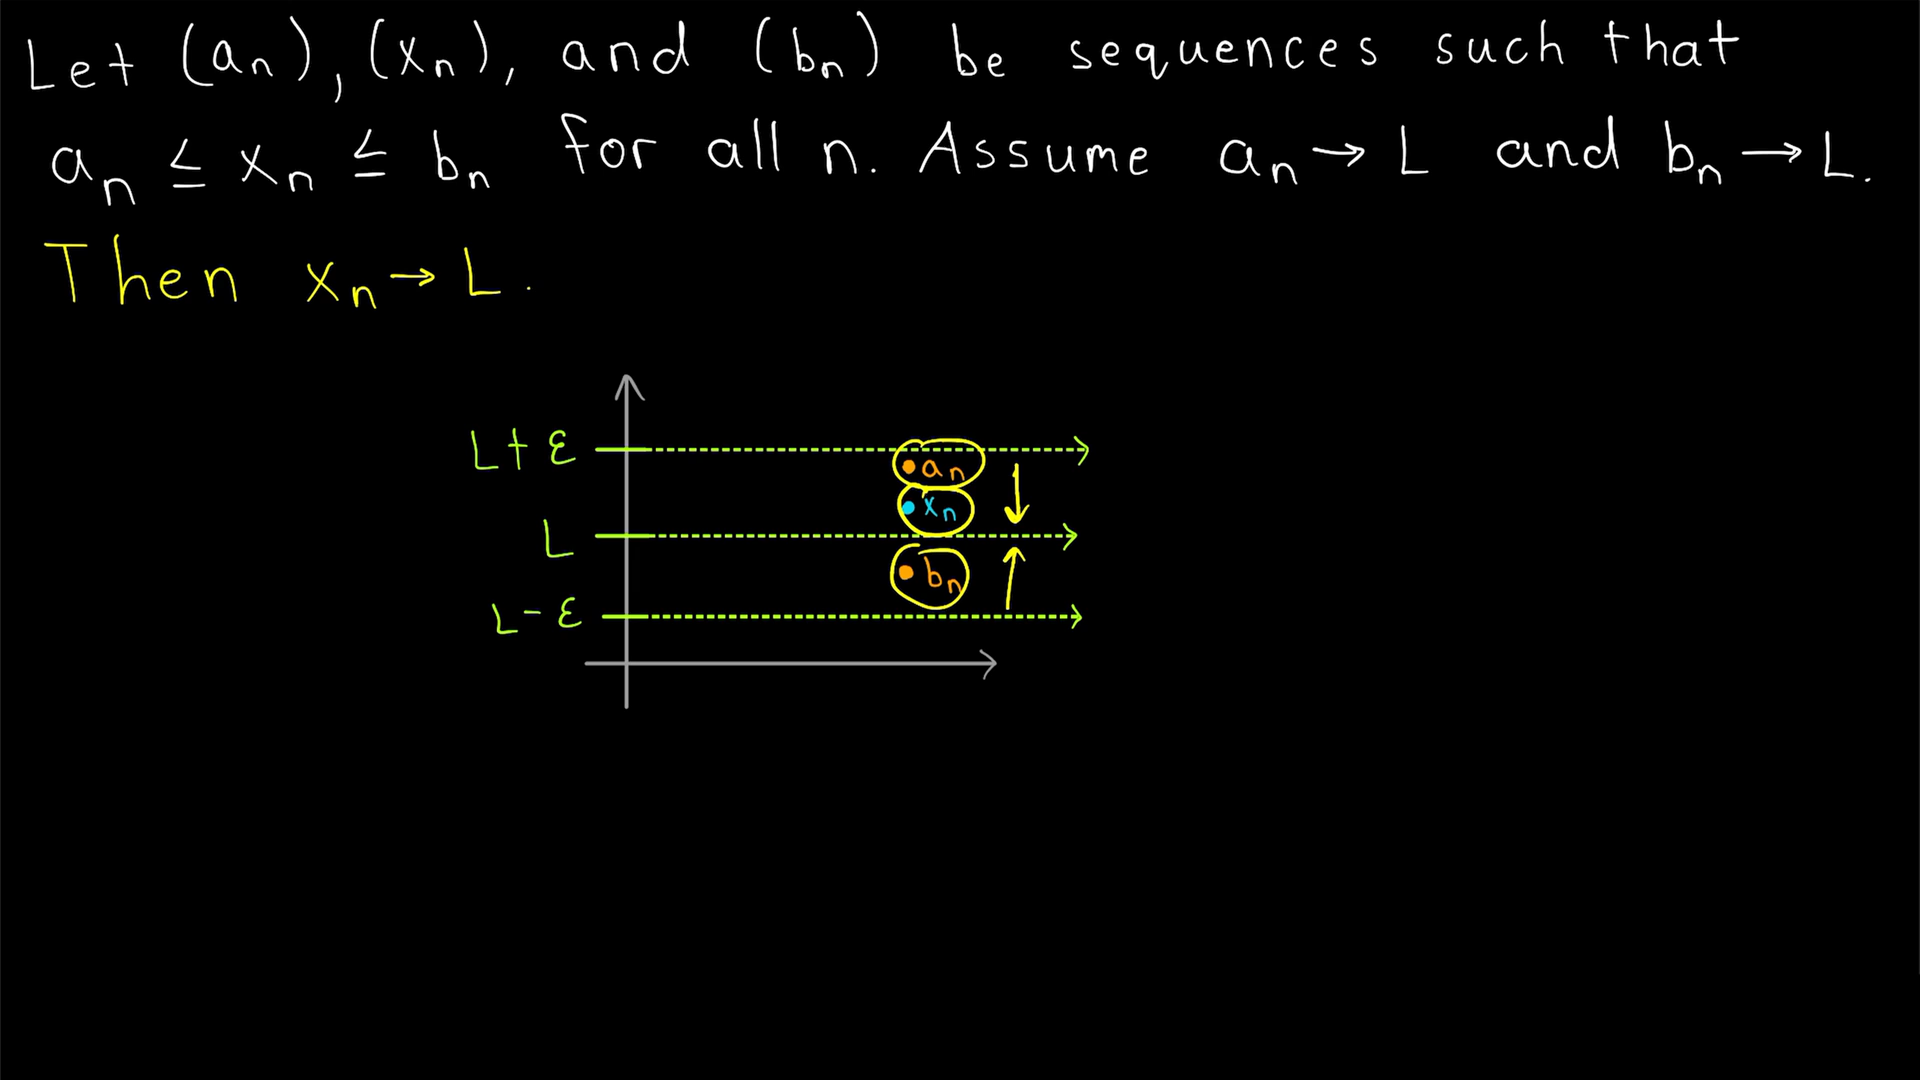 Let (aₙ), (xₙ), and (bₙ) be sequences such that
aₙ ≤ xₙ ≤ bₙ for all n. Assume aₙ → L and bₙ → L.
Then xₙ → L.
L + ε
aₙ
xₙ
L
bₙ
L - ε